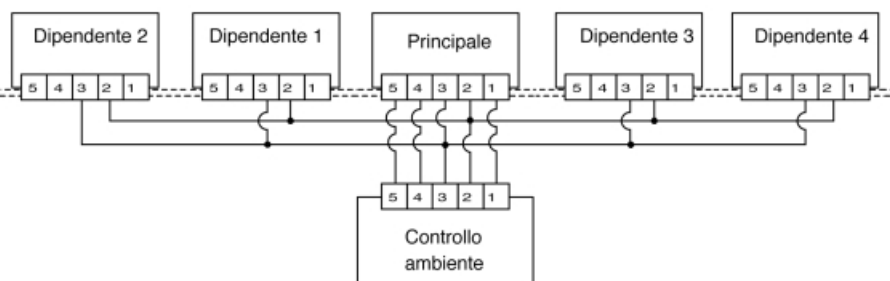 Dipendente 2 Dipendente 1 Principale Dipendente 3 Dipendente 4
5 4 3 2 1 5 4 3 2 1 5 4 3 2 1 5 4 3 2 1 5 4 3 2 1
5 4 3 2 1
Controllo
ambiente